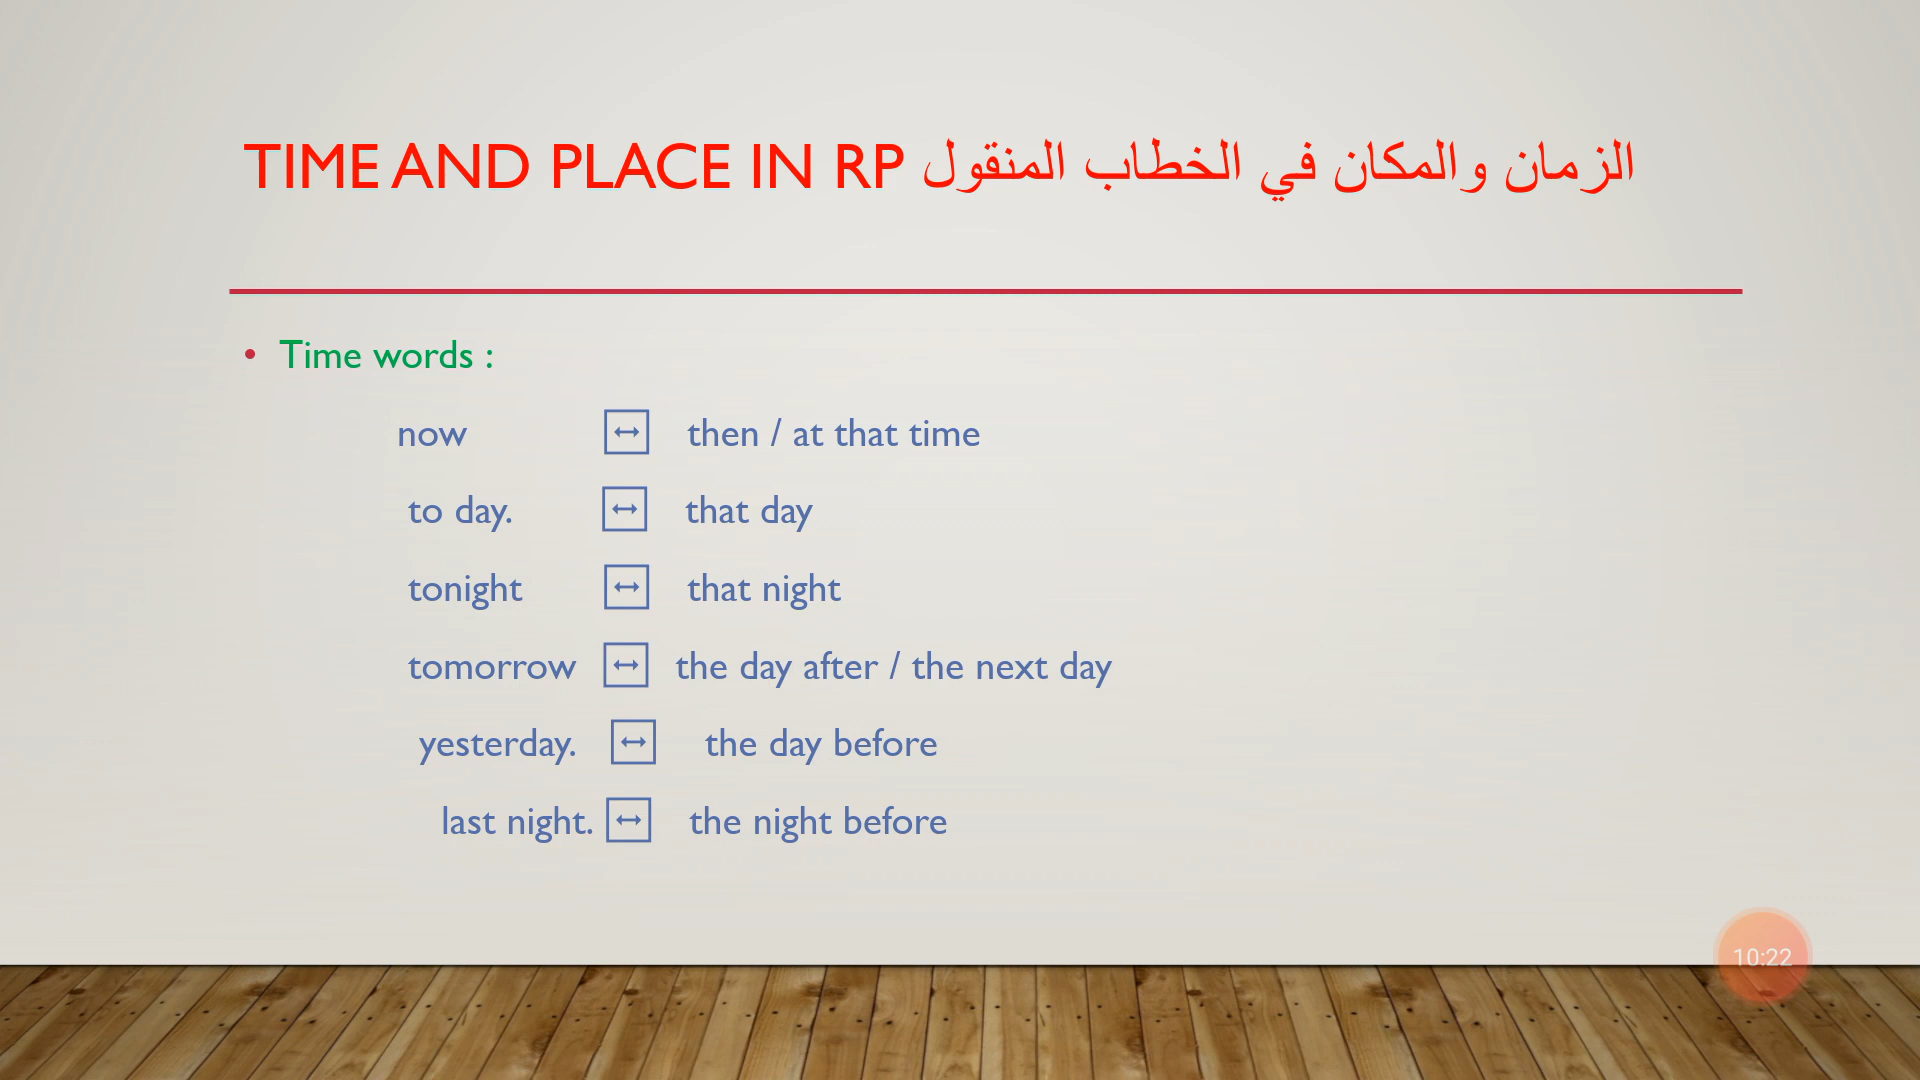 TIME AND PLACE IN RP الزمان والمكان في الخطاب المنقول
• Time words :
now ↔ then / at that time
to day. ↔ that day
tonight ↔ that night
tomorrow ↔ the day after / the next day
yesterday. ↔ the day before
last night. ↔ the night before
10:22